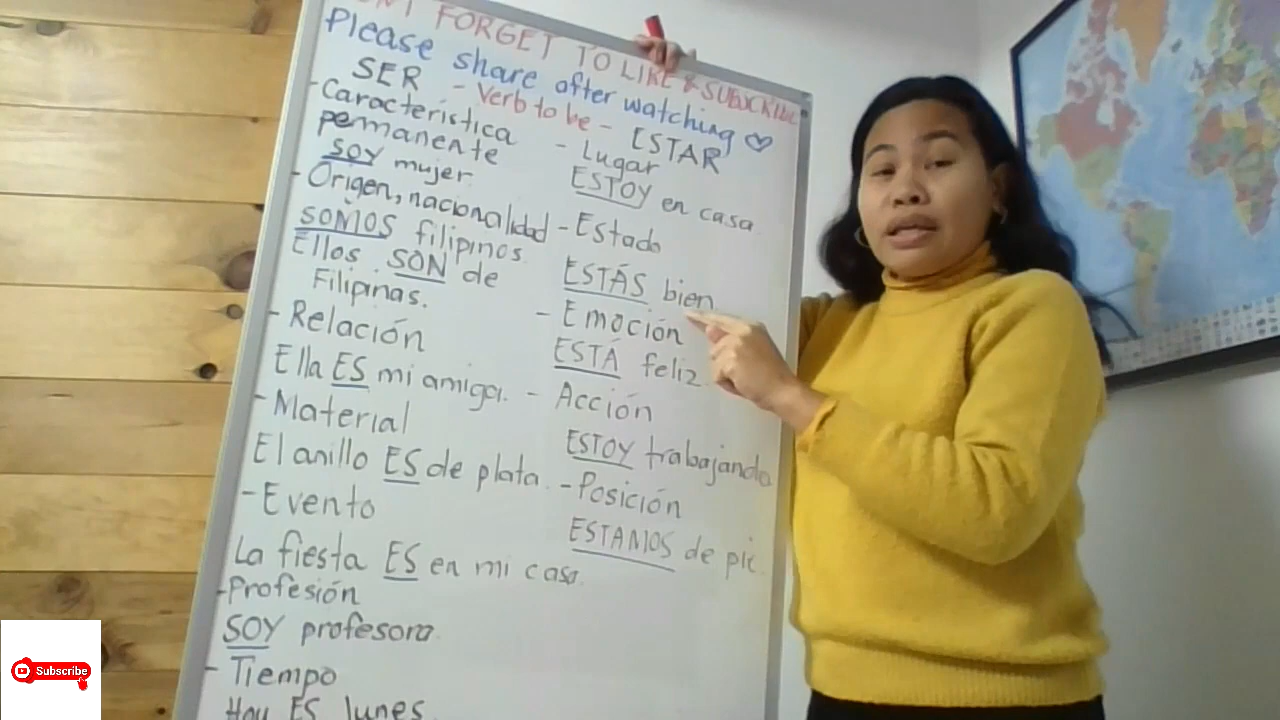 FORGET TO LIKE & SUBSCRIBE
Please share after watching
SER
- Verb to be -
ESTAR
- Característica
permanente
SOY mujer
- Origen, nacionalidad
SOMOS filipinos.
Ellos SON de
Filipinas.
- Relación
Ella ES mi amiga.
- Material
El anillo ES de plata.
- Evento
La fiesta ES en mi casa.
- Profesión
SOY profesora
- Tiempo
Hoy ES lunes
- Lugar
ESTOY en casa
- Estado
ESTÁS bien
- Emoción
ESTÁ feliz
- Acción
ESTOY trabajando
- Posición
ESTAMOS de pie.
Subscribe